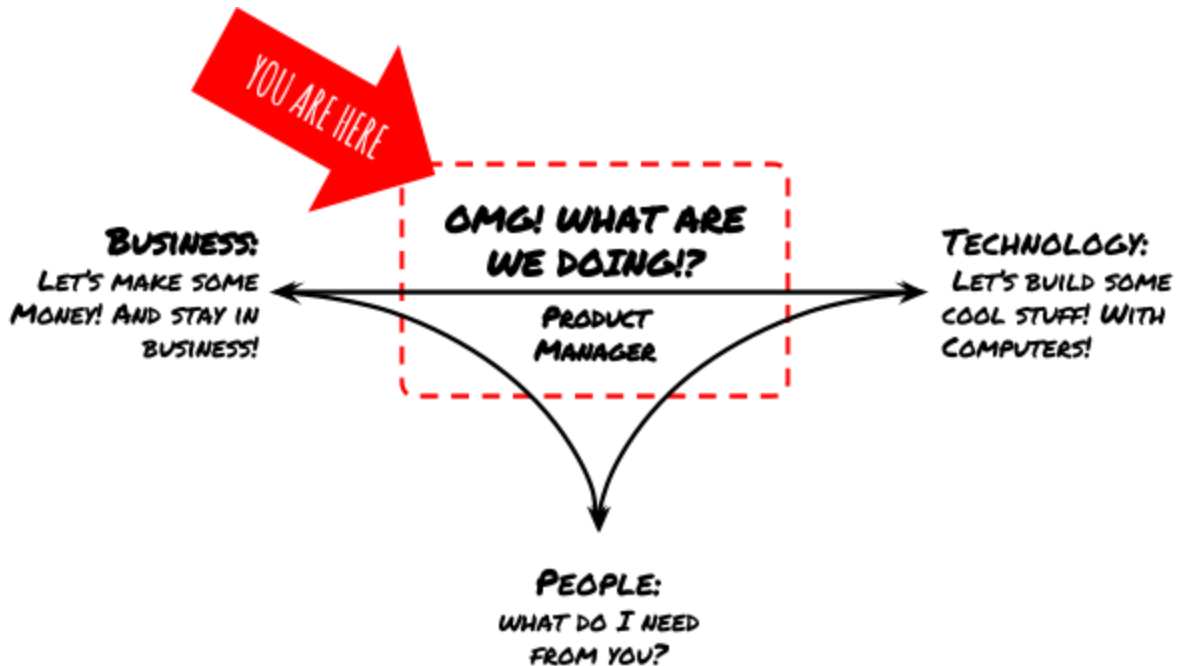 YOU ARE HERE
OMG! WHAT ARE
WE DOING!?
PRODUCT
MANAGER
BUSINESS:
LET'S MAKE SOME
MONEY! AND STAY IN
BUSINESS!
TECHNOLOGY:
LET'S BUILD SOME
COOL STUFF! WITH
COMPUTERS!
PEOPLE:
WHAT DO I NEED
FROM YOU?